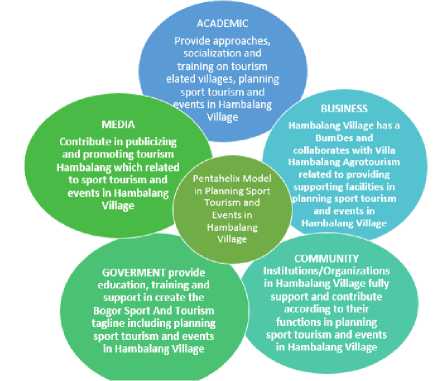 ACADEMIC
Provide approaches,
socialization and
training on tourism
elated villages, planning
sport tourism and
events in Hambalang
Village
MEDIA
Contribute in publicizing
and promoting tourism
Hambalang which related
to sport tourism and
events in Hambalang
Village
BUSINESS
Hambalang Village has a
BumDes and
collaborates with Villa
Hambalang Agrotourism
related to providing
supporting facilities in
planning sport tourism
and events in
Hambalang Village
Pentahelix Model
in Planning Sport
Tourism and
Events in
Hambalang
Village
GOVERMENT provide
education, training and
support in create the
Bogor Sport And Tourism
tagline including planning
sport tourism and events
in Hambalang Village
COMMUNITY
Institutions/Organizations
in Hambalang Village fully
support and contribute
according to their
functions in planning
sport tourism and events
in Hambalang Village